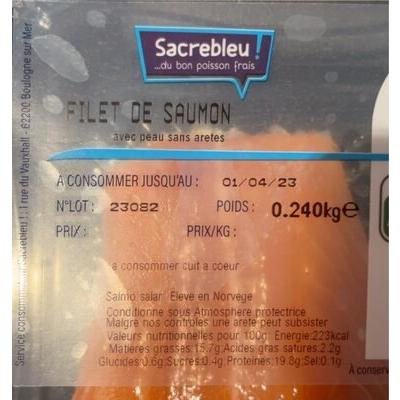 Sacrebleu !
...du bon poisson frais
FILET DE SAUMON
avec peau sans aretes
A CONSOMMER JUSQU'AU : 01/04/23
N°LOT : 23082 POIDS : 0.240kg℮
PRIX : PRIX/KG :
a consommer cuit a coeur
Salmo salar Eleve en Norvege
Conditionne sous Atmosphere protectrice
Malgre nos controles une arete peut subsister
Valeurs nutritionnelles pour 100g: Energie:223kcal
Matieres grasses:15.7g:Acides gras satures:2.2g
Glucides:0.6g:Sucres:0.4g:Proteines:19.8g:Sel:0.1g
Service consommateurs Sacrebleu ! : 1 rue du Vauxhall - 62200 Boulogne sur Mer
A conserv